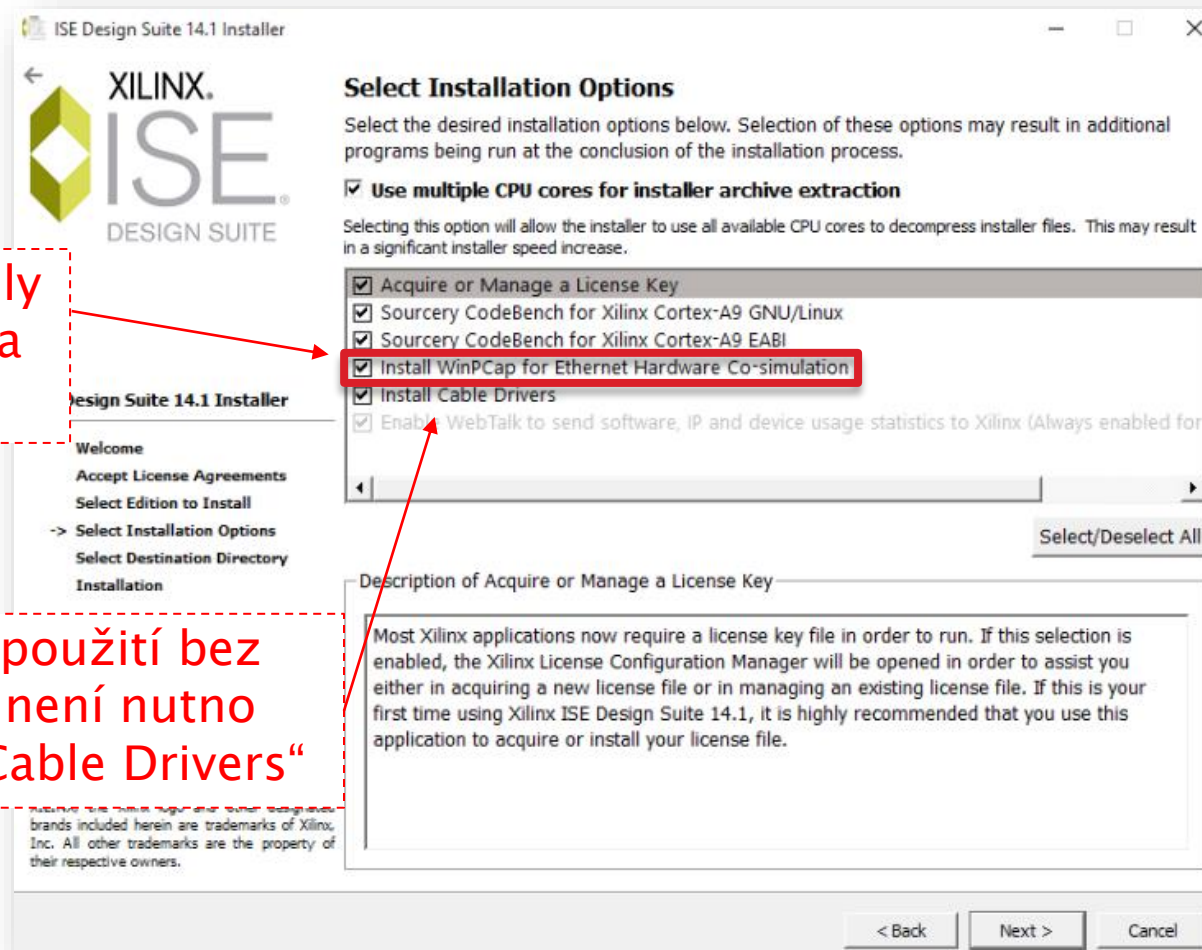 ISE Design Suite 14.1 Installer
XILINX.
ISE
DESIGN SUITE
Select Installation Options
Select the desired installation options below. Selection of these options may result in additional
programs being run at the conclusion of the installation process.
Use multiple CPU cores for installer archive extraction
Selecting this option will allow the installer to use all available CPU cores to decompress installer files. This may result
in a significant installer speed increase.
Acquire or Manage a License Key
Sourcery CodeBench for Xilinx Cortex-A9 GNU/Linux
Sourcery CodeBench for Xilinx Cortex-A9 EABI
Install WinPCap for Ethernet Hardware Co-simulation
Install Cable Drivers
Enable WebTalk to send software, IP and device usage statistics to Xilinx (Always enabled for
Select/Deselect All
ly
a
esign Suite 14.1 Installer
Welcome
Accept License Agreements
Select Edition to Install
-> Select Installation Options
Select Destination Directory
Installation
použití bez
není nutno
Cable Drivers“
brands included herein are trademarks of Xilinx,
Inc. All other trademarks are the property of
their respective owners.
Description of Acquire or Manage a License Key
Most Xilinx applications now require a license key file in order to run. If this selection is
enabled, the Xilinx License Configuration Manager will be opened in order to assist you
either in acquiring a new license file or in managing an existing license file. If this is your
first time using Xilinx ISE Design Suite 14.1, it is highly recommended that you use this
application to acquire or install your license file.
< Back
Next >
Cancel